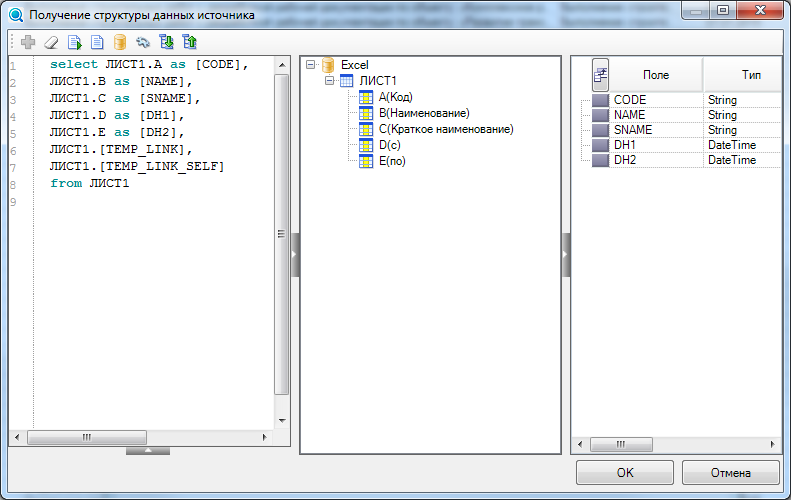 Получение структуры данных источника
1 select ЛИСТ1.A as [CODE],
2 ЛИСТ1.B as [NAME],
3 ЛИСТ1.C as [SNAME],
4 ЛИСТ1.D as [DH1],
5 ЛИСТ1.E as [DH2],
6 ЛИСТ1.[TEMP_LINK],
7 ЛИСТ1.[TEMP_LINK_SELF]
8 from ЛИСТ1
9
Excel
ЛИСТ1
A(Код)
B(Наименование)
C(Краткое наименование)
D(с)
E(по)
Поле Тип
CODE String
NAME String
SNAME String
DH1 DateTime
DH2 DateTime
OK Отмена